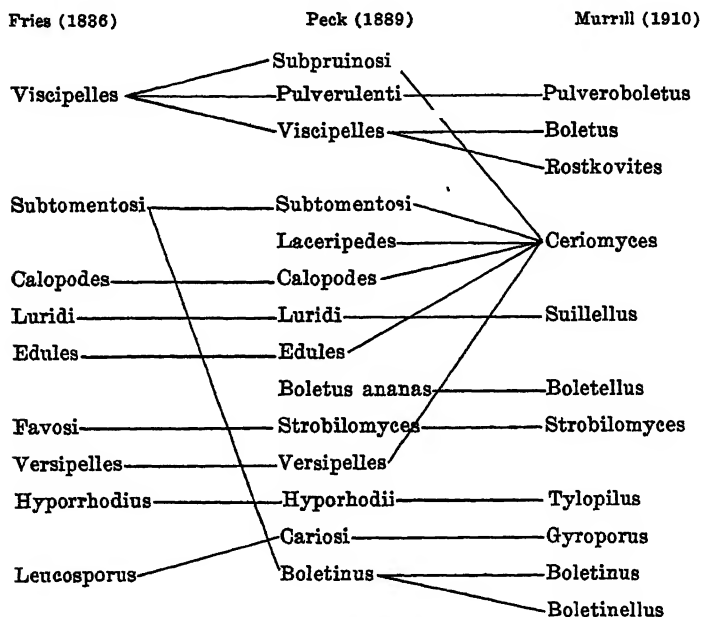 Fries (1836) Peck (1889) Murrill (1910)
Subpruinosi
Viscipelles Pulverulenti Pulveroboletus
Viscipelles Boletus
Rostkovites
Subtomentosi Subtomentosi
Laceripedes Ceriomyces
Calopodes Calopodes
Luridi Luridi Suillellus
Edules Edules
Boletus ananas Boletellus
Favosi Strobilomyces Strobilomyces
Versipelles Versipelles
Hyporrhodius Hyporhodii Tylopilus
Cariosi Gyroporus
Leucosporus Boletinus Boletinus
Boletinellus